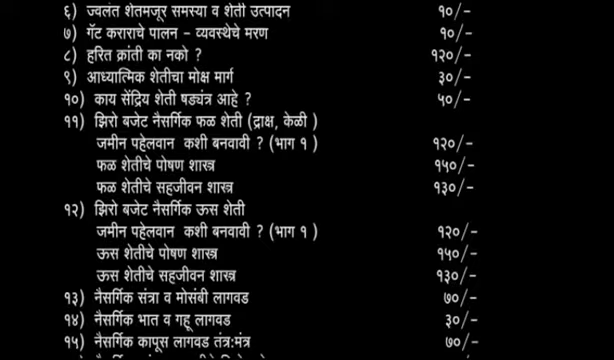 ६) ज्वलंत शेतमजूर समस्या व शेती उत्पादन १०/-
७) गॅट कराराचे पालन – व्यवस्थेचे मरण १०/-
८) हरित क्रांती का नको ? १२०/-
९) आध्यात्मिक शेतीचा मोक्ष मार्ग ३०/-
१०) काय सेंद्रिय शेती षड्यंत्र आहे ? ५०/-
११) झिरो बजेट नैसर्गिक फळ शेती (द्राक्ष, केळी )
जमीन पहेलवान कशी बनवावी ? (भाग १ ) १२०/-
फळ शेतीचे पोषण शास्त्र १५०/-
फळ शेतीचे सहजीवन शास्त्र १३०/-
१२) झिरो बजेट नैसर्गिक ऊस शेती
जमीन पहेलवान कशी बनवावी ? (भाग १ ) १२०/-
ऊस शेतीचे पोषण शास्त्र १५०/-
ऊस शेतीचे सहजीवन शास्त्र १३०/-
१३) नैसर्गिक संत्रा व मोसंबी लागवड ७०/-
१४) नैसर्गिक भात व गहू लागवड ३०/-
१५) नैसर्गिक कापूस लागवड तंत्र:मंत्र ७०/-